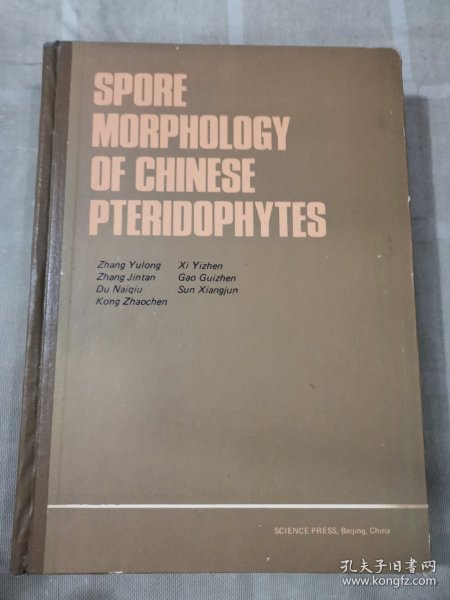 SPORE
MORPHOLOGY
OF CHINESE
PTERIDOPHYTES
Zhang Yulong Xi Yizhen
Zhang Jintan Gao Guizhen
Du Naiqiu Sun Xiangjun
Kong Zhaochen
SCIENCE PRESS, Beijing, China
孔夫子旧书网
www.kongfz.com